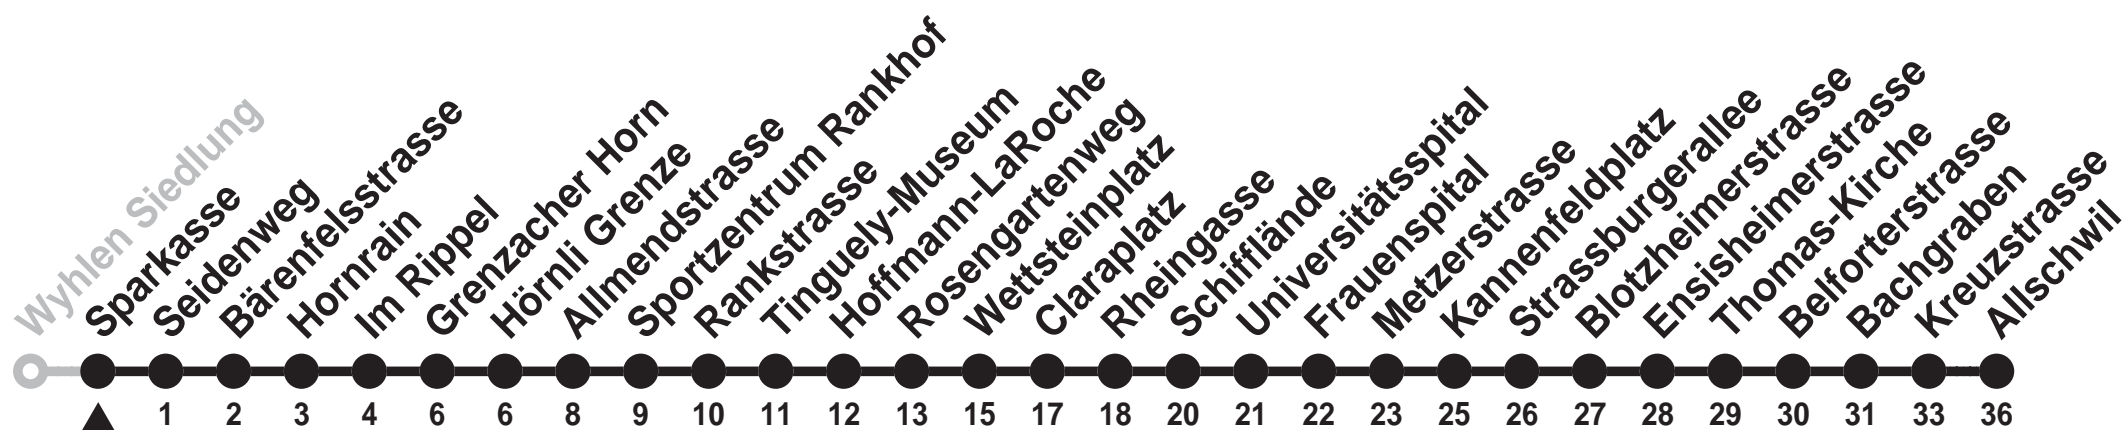 Wyhlen Siedlung
Sparkasse
Seidenweg
Bärenfelsstrasse
Hornrain
Im Rippel
Grenzacher Horn
Hörnli Grenze
Allmendstrasse
Sportzentrum Rankhof
Rankstrasse
Tinguely-Museum
Hoffmann-LaRoche
Rosengartenweg
Wettsteinplatz
Claraplatz
Rheingasse
Schifflände
Universitätsspital
Frauenspital
Metzerstrasse
Kannenfeldplatz
Strassburgerallee
Blotzheimerstrasse
Ensisheimerstrasse
Thomas-Kirche
Belforterstrasse
Bachgraben
Kreuzstrasse
Allschwil
1 2 3 4 6 6 8 9 10 11 12 13 15 17 18 20 21 22 23 25 26 27 28 29 30 31 33 36